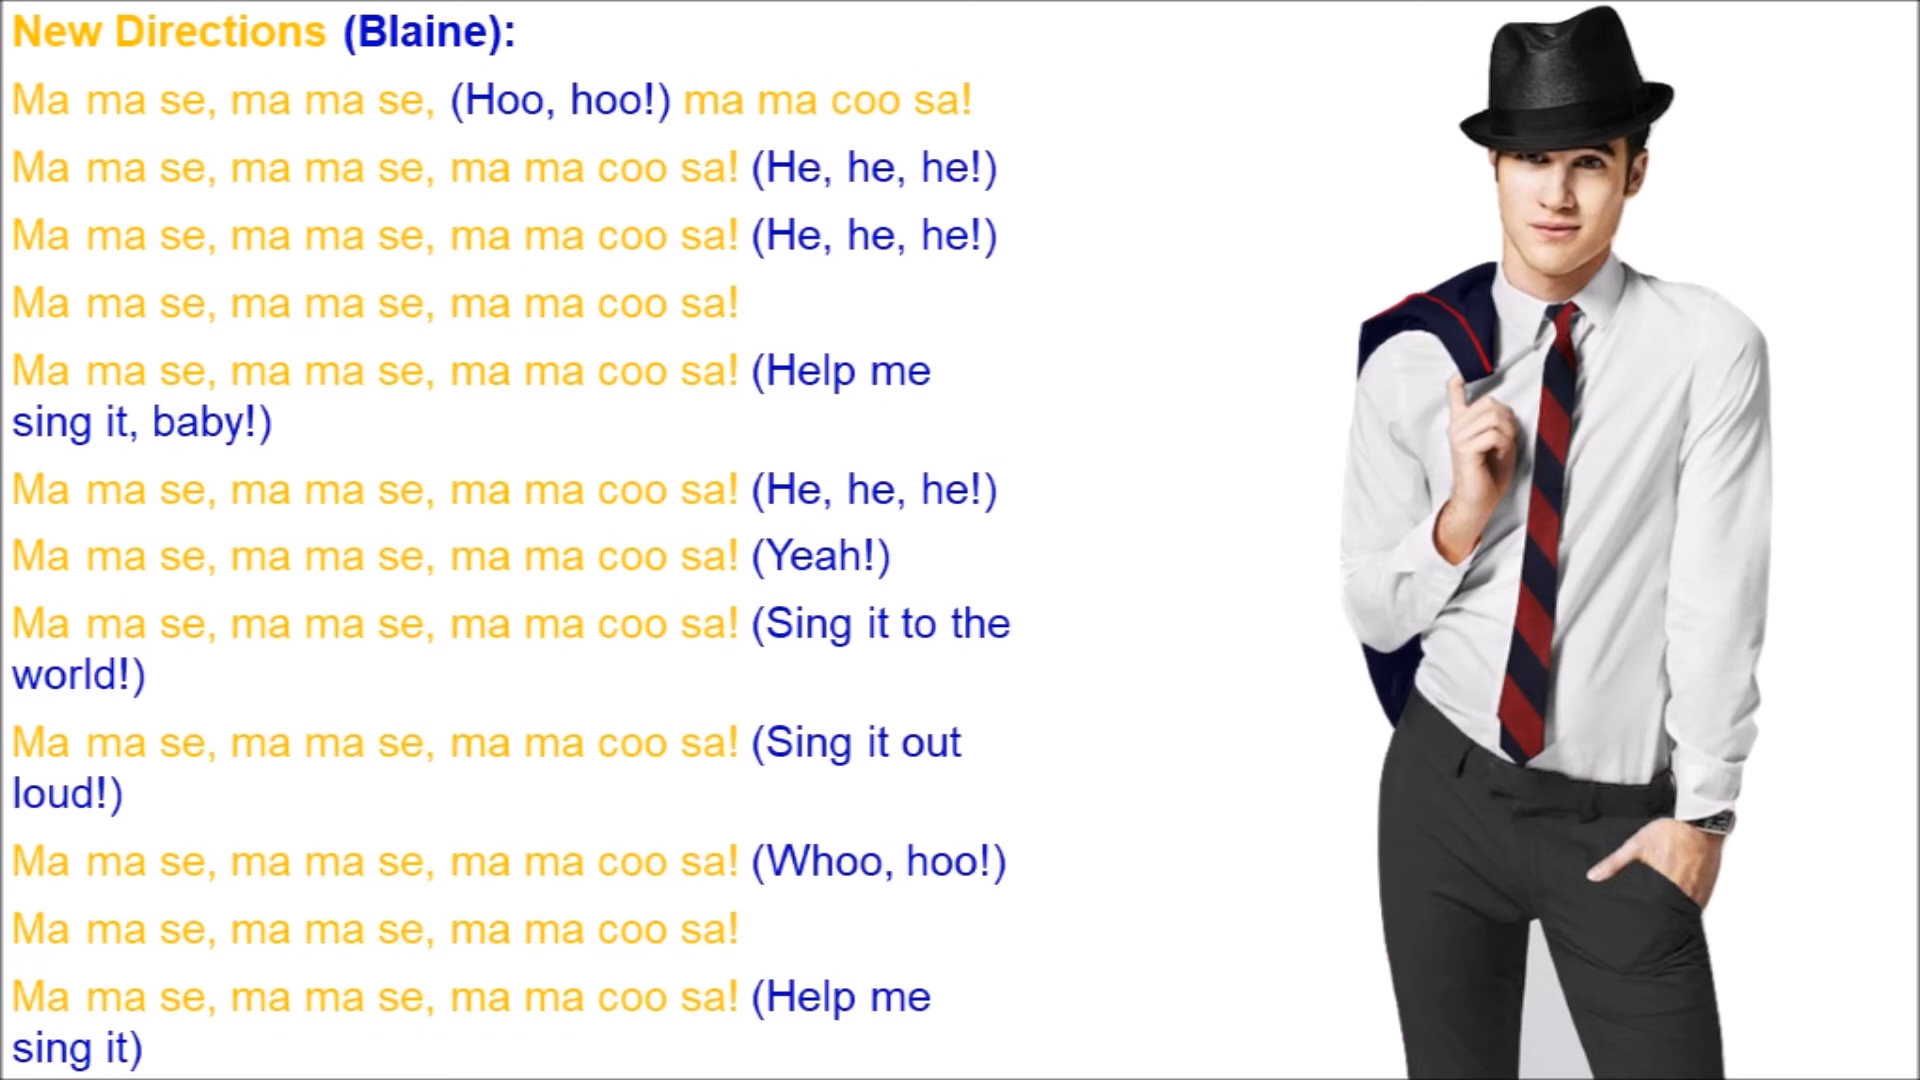 New Directions (Blaine):
Ma ma se, ma ma se, (Hoo, hoo!) ma ma coo sa!
Ma ma se, ma ma se, ma ma coo sa! (He, he, he!)
Ma ma se, ma ma se, ma ma coo sa! (He, he, he!)
Ma ma se, ma ma se, ma ma coo sa!
Ma ma se, ma ma se, ma ma coo sa! (Help me
sing it, baby!)
Ma ma se, ma ma se, ma ma coo sa! (He, he, he!)
Ma ma se, ma ma se, ma ma coo sa! (Yeah!)
Ma ma se, ma ma se, ma ma coo sa! (Sing it to the
world!)
Ma ma se, ma ma se, ma ma coo sa! (Sing it out
loud!)
Ma ma se, ma ma se, ma ma coo sa! (Whoo, hoo!)
Ma ma se, ma ma se, ma ma coo sa!
Ma ma se, ma ma se, ma ma coo sa! (Help me
sing it)